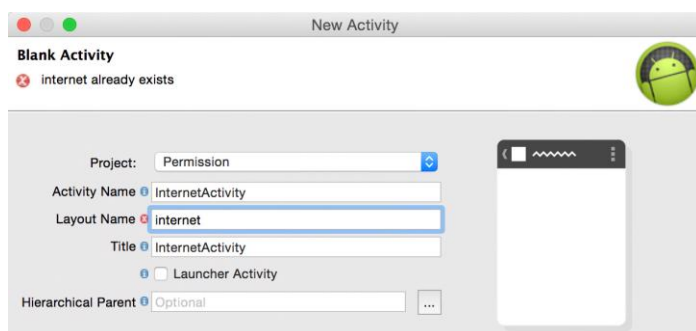 New Activity
Blank Activity
internet already exists
Project: Permission
Activity Name InternetActivity
Layout Name internet
Title InternetActivity
Launcher Activity
Hierarchical Parent Optional ...